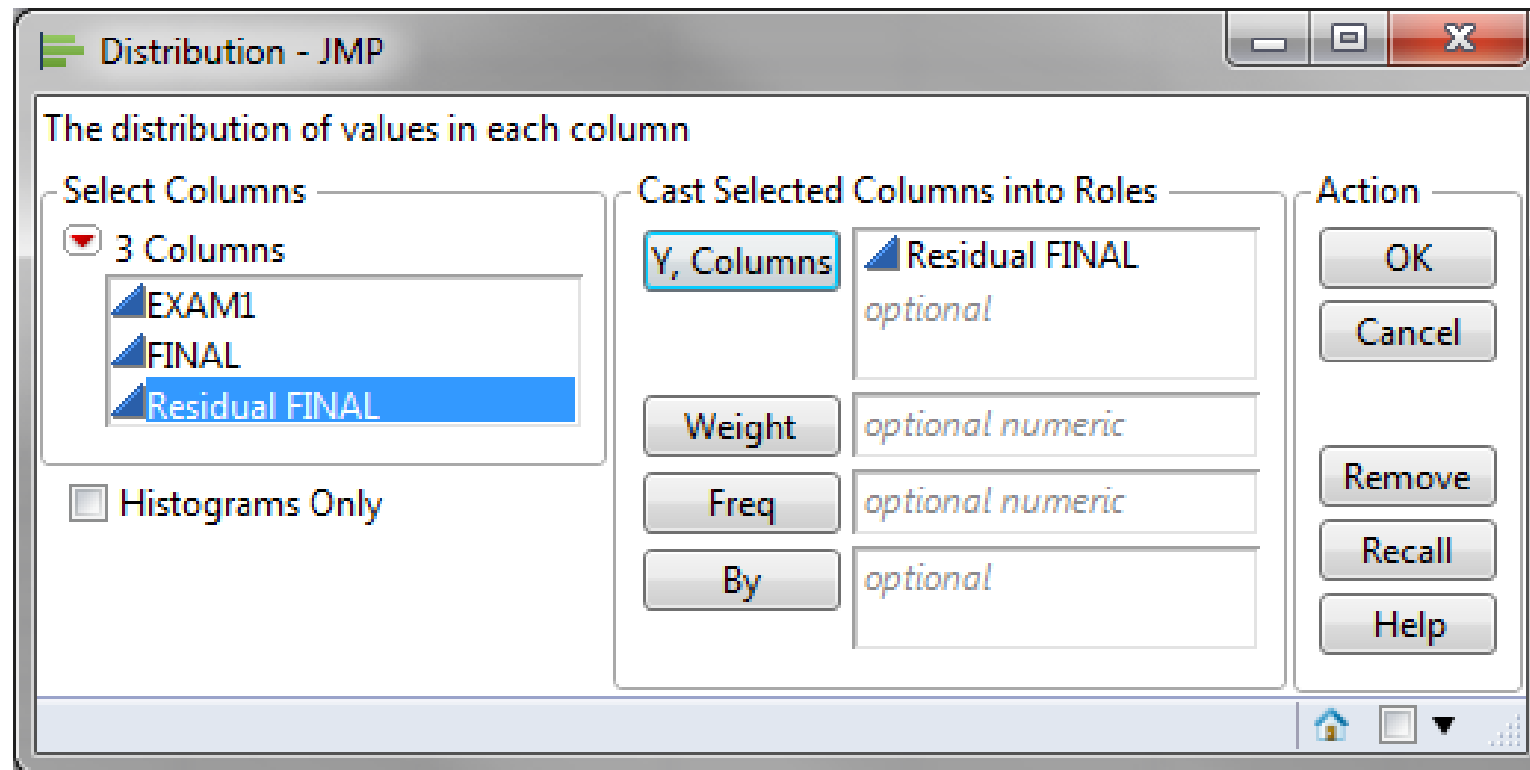 Distribution - JMP
The distribution of values in each column
Select Columns
3 Columns
EXAM1
FINAL
Residual FINAL
Histograms Only
Cast Selected Columns into Roles
Y, Columns
Residual FINAL
optional
Weight
optional numeric
Freq
optional numeric
By
optional
Action
OK
Cancel
Remove
Recall
Help